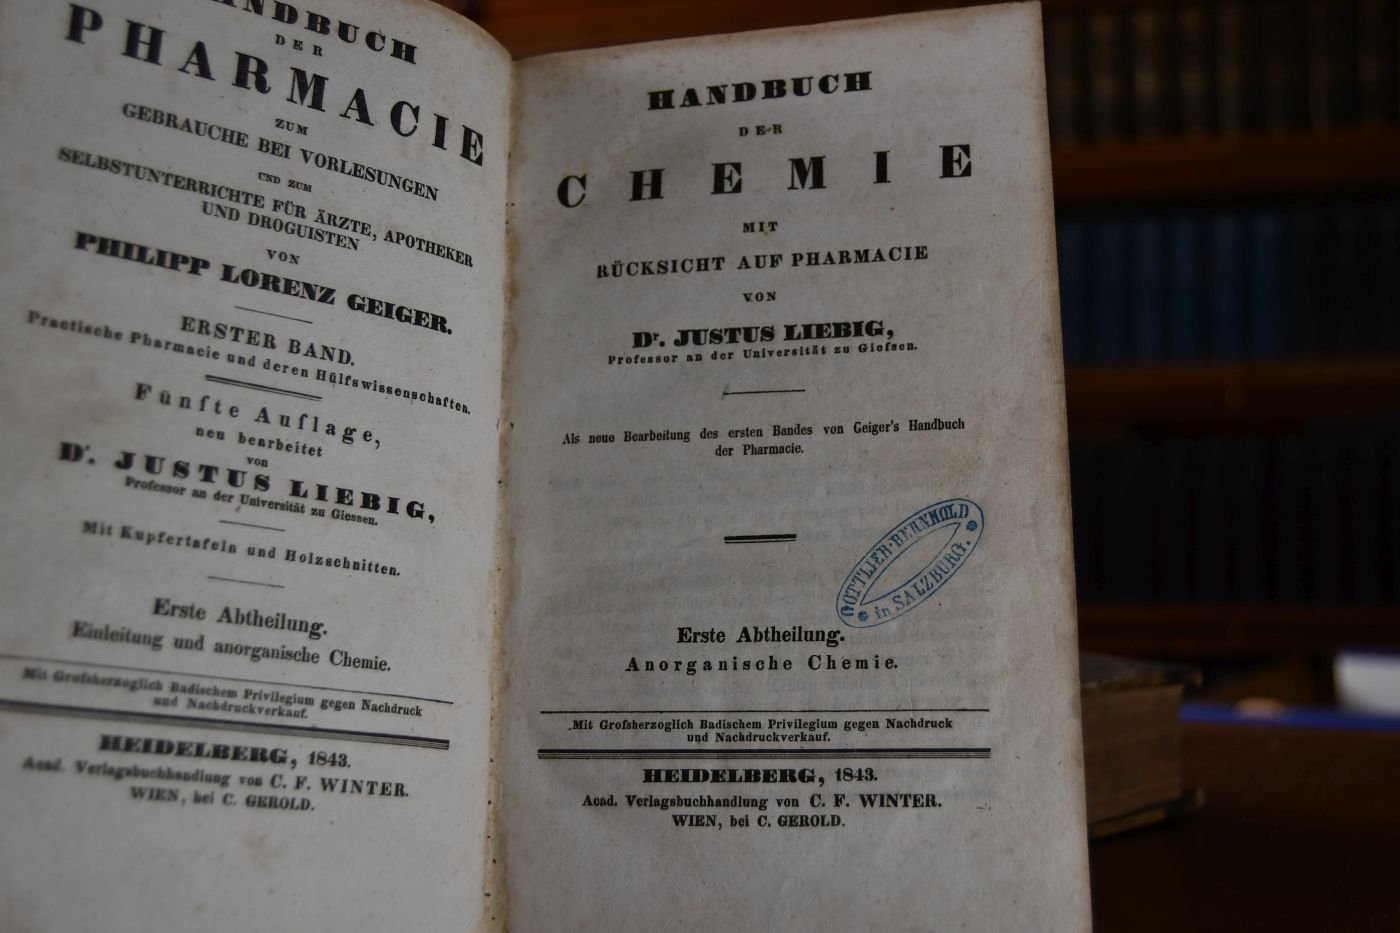 HANDBUCH
DER
PHARMACIE
ZUM
GEBRAUCHE BEI VORLESUNGEN
UND ZUM
SELBSTUNTERRICHTE FÜR ÄRZTE, APOTHEKER
UND DROGUISTEN
VON
PHILIPP LORENZ GEIGER.
ERSTER BAND.
Practische Pharmacie und deren Hülfswissenschaften.
Fünfte Auflage,
neu bearbeitet
von
Dr. JUSTUS LIEBIG,
Professor an der Universität zu Giessen.
Mit Kupfertafeln und Holzschnitten.
Erste Abtheilung.
Einleitung und anorganische Chemie.
Mit Grofsherzoglich Badischem Privilegium gegen Nachdruck
und Nachdruckverkauf.
HEIDELBERG, 1843.
Acad. Verlagsbuchhandlung von C. F. WINTER.
WIEN, bei C. GEROLD.
HANDBUCH
DER
CHEMIE
MIT
RÜCKSICHT AUF PHARMACIE
VON
Dr. JUSTUS LIEBIG,
Professor an der Universität zu Giefsen.
Als neue Bearbeitung des ersten Bandes von Geiger's Handbuch
der Pharmacie.
GOTTLIEB·BERNHOLD
in SALZBURG.
Erste Abtheilung.
Anorganische Chemie.
Mit Grofsherzoglich Badischem Privilegium gegen Nachdruck
und Nachdruckverkauf.
HEIDELBERG, 1843.
Acad. Verlagsbuchhandlung von C. F. WINTER.
WIEN, bei C. GEROLD.